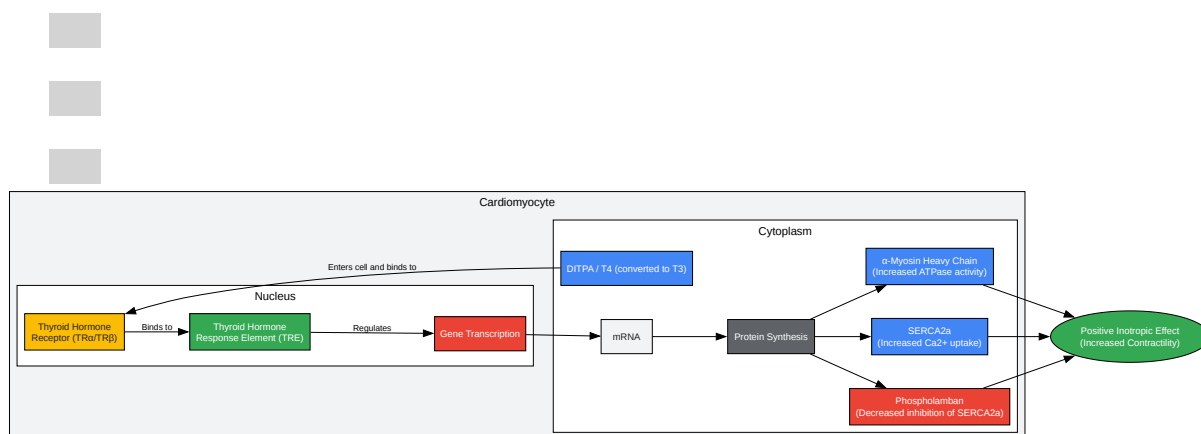 Cardiomyocyte
Cytoplasm
DITPA / T4 (converted to T3)
α-Myosin Heavy Chain
(Increased ATPase activity)
Enters cell and binds to
Nucleus
Thyroid Hormone
Receptor (TRα/TRβ)
Binds to
Thyroid Hormone
Response Element (TRE)
Regulates
Gene Transcription
mRNA
Protein Synthesis
SERCA2a
(Increased Ca2+ uptake)
Positive Inotropic Effect
(Increased Contractility)
Phospholamban
(Decreased inhibition of SERCA2a)